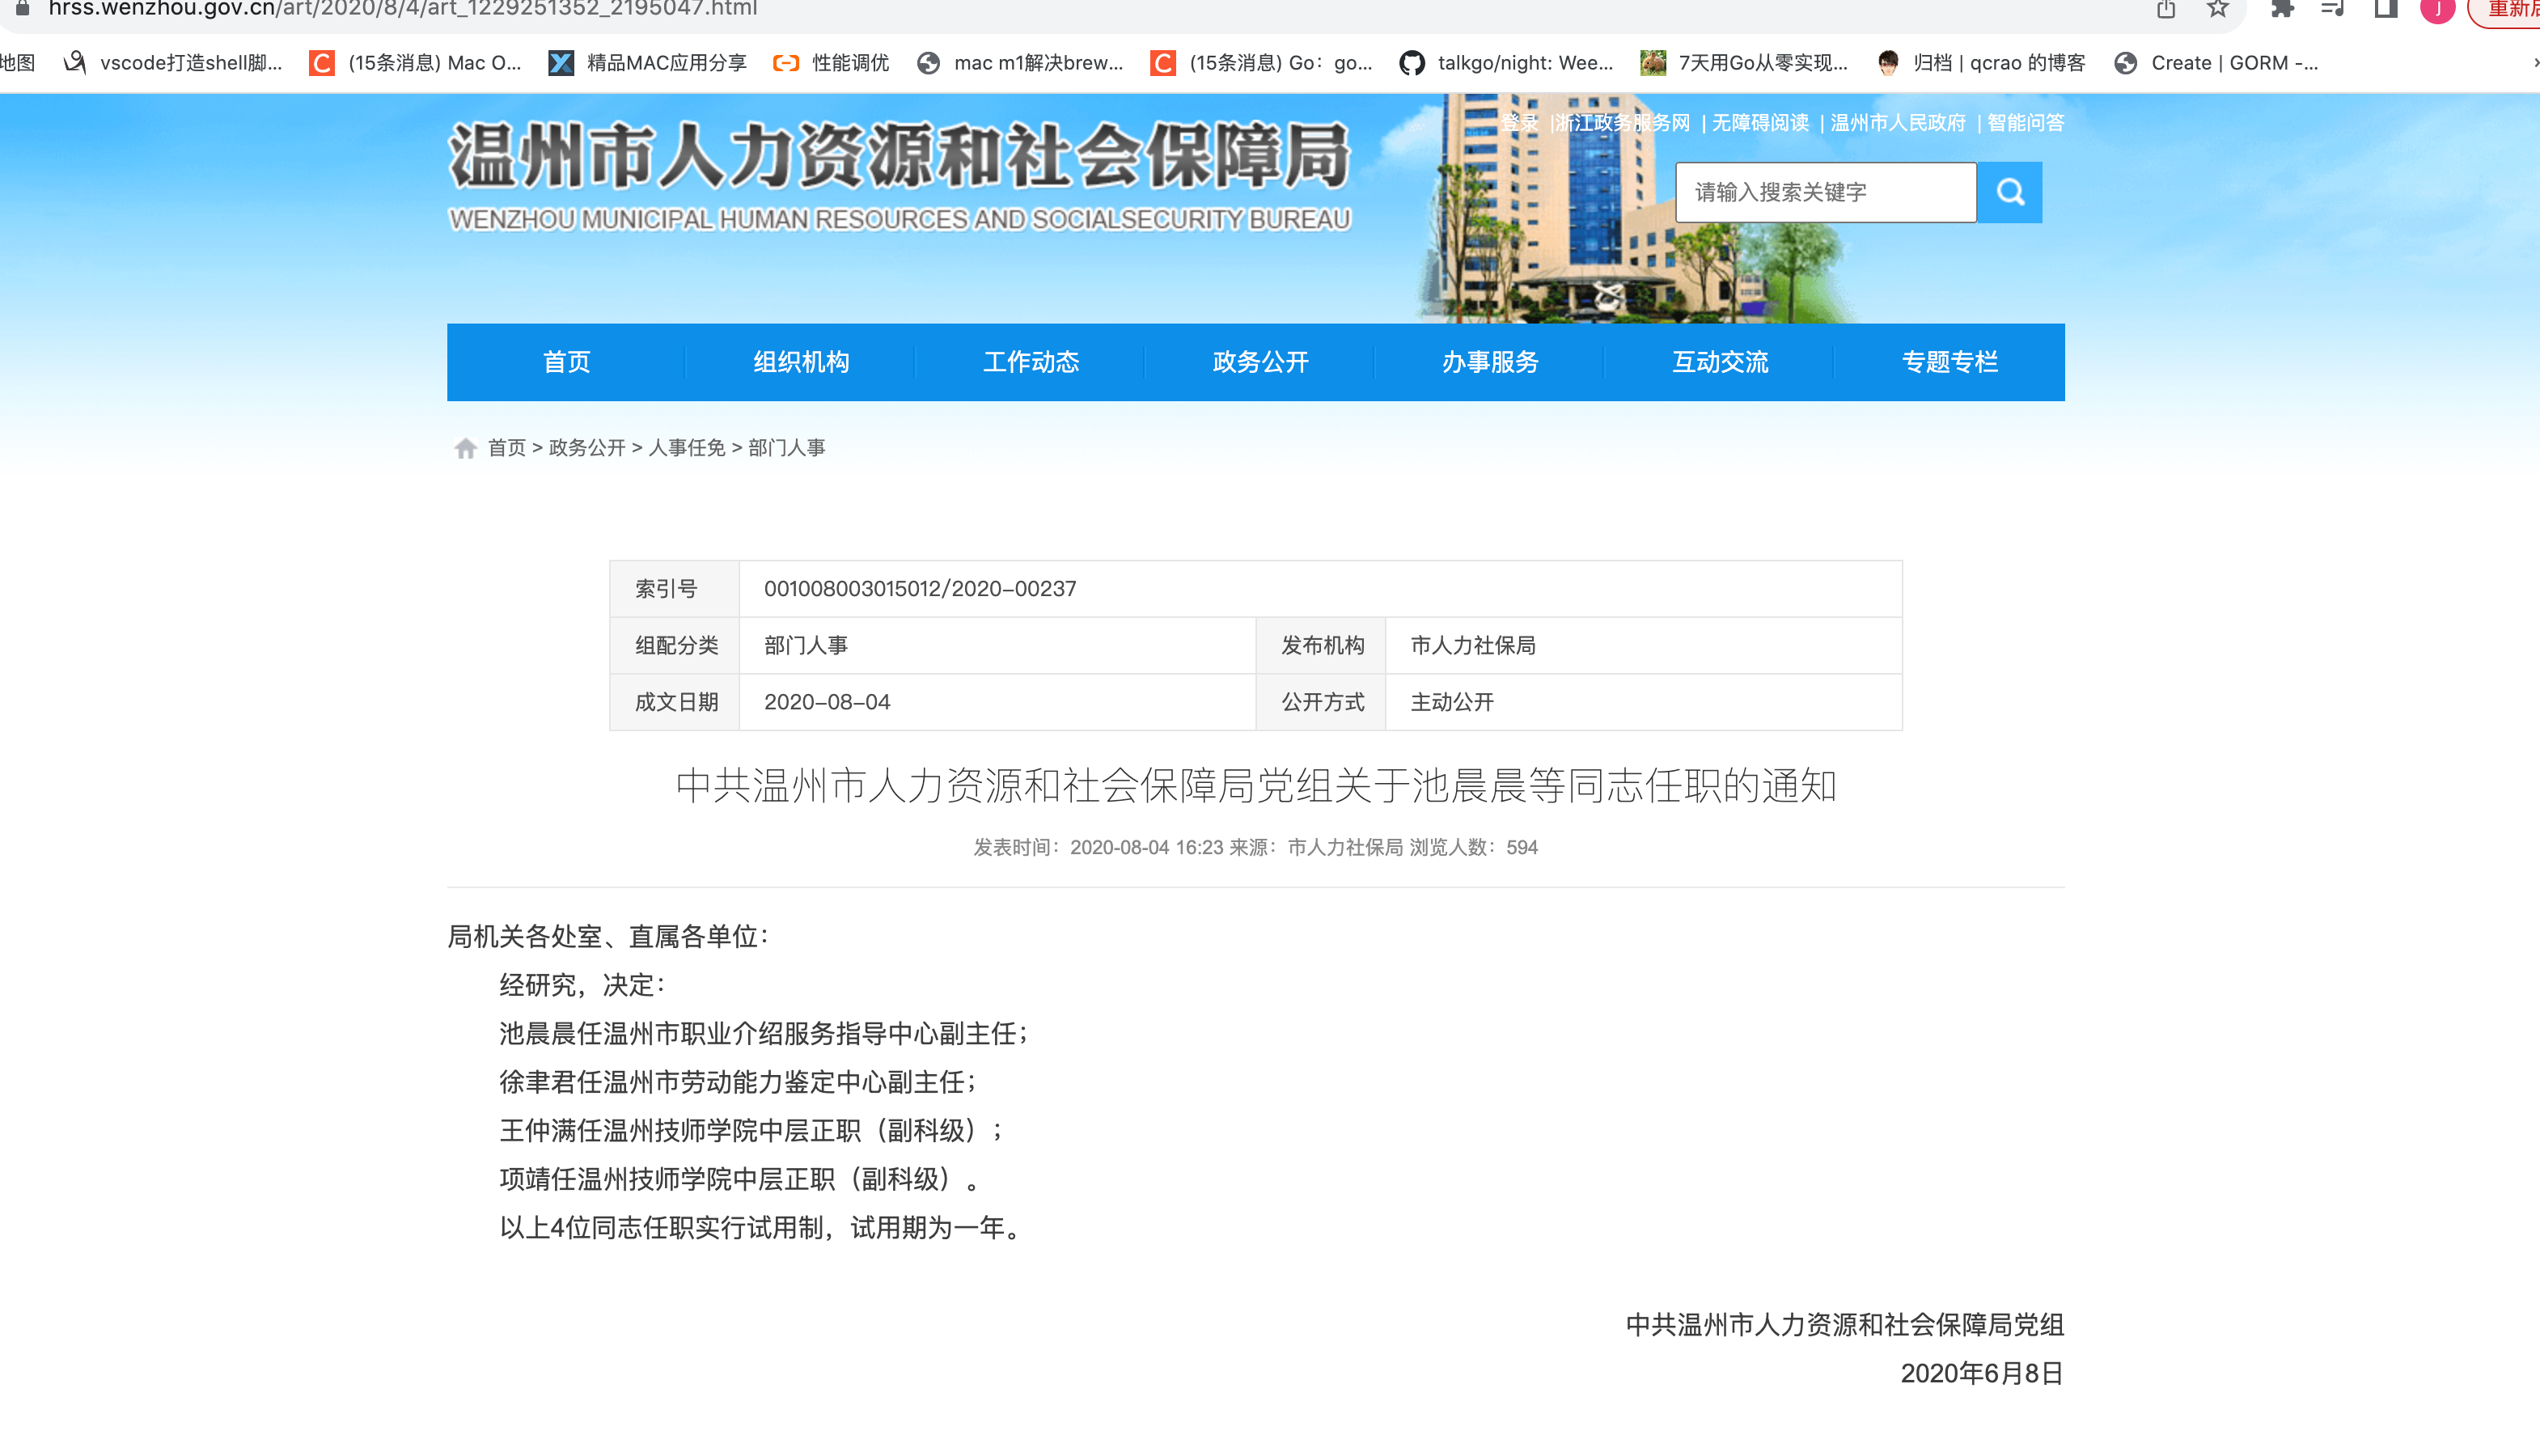 hrss.wenzhou.gov.cn/art/2020/8/4/art_1229251352_2195047.html
J
地图 vscode打造shell脚... (15条消息) Mac O... 精品MAC应用分享 性能调优 mac m1解决brew... (15条消息) Go：go... talkgo/night: Wee... 7天用Go从零实现... 归档 | qcrao 的博客 Create | GORM -...
登录 |浙江政务服务网 | 无障碍阅读 | 温州市人民政府 | 智能问答
温州市人力资源和社会保障局
WENZHOU MUNICIPAL HUMAN RESOURCES AND SOCIALSECURITY BUREAU
请输入搜索关键字
首页 组织机构 工作动态 政务公开 办事服务 互动交流 专题专栏
首页 > 政务公开 > 人事任免 > 部门人事
索引号 001008003015012/2020-00237
组配分类 部门人事 发布机构 市人力社保局
成文日期 2020-08-04 公开方式 主动公开
中共温州市人力资源和社会保障局党组关于池晨晨等同志任职的通知
发表时间：2020-08-04 16:23 来源：市人力社保局 浏览人数：594
局机关各处室、直属各单位：
经研究，决定：
池晨晨任温州市职业介绍服务指导中心副主任；
徐聿君任温州市劳动能力鉴定中心副主任；
王仲满任温州技师学院中层正职（副科级）；
项靖任温州技师学院中层正职（副科级）。
以上4位同志任职实行试用制，试用期为一年。
中共温州市人力资源和社会保障局党组
2020年6月8日